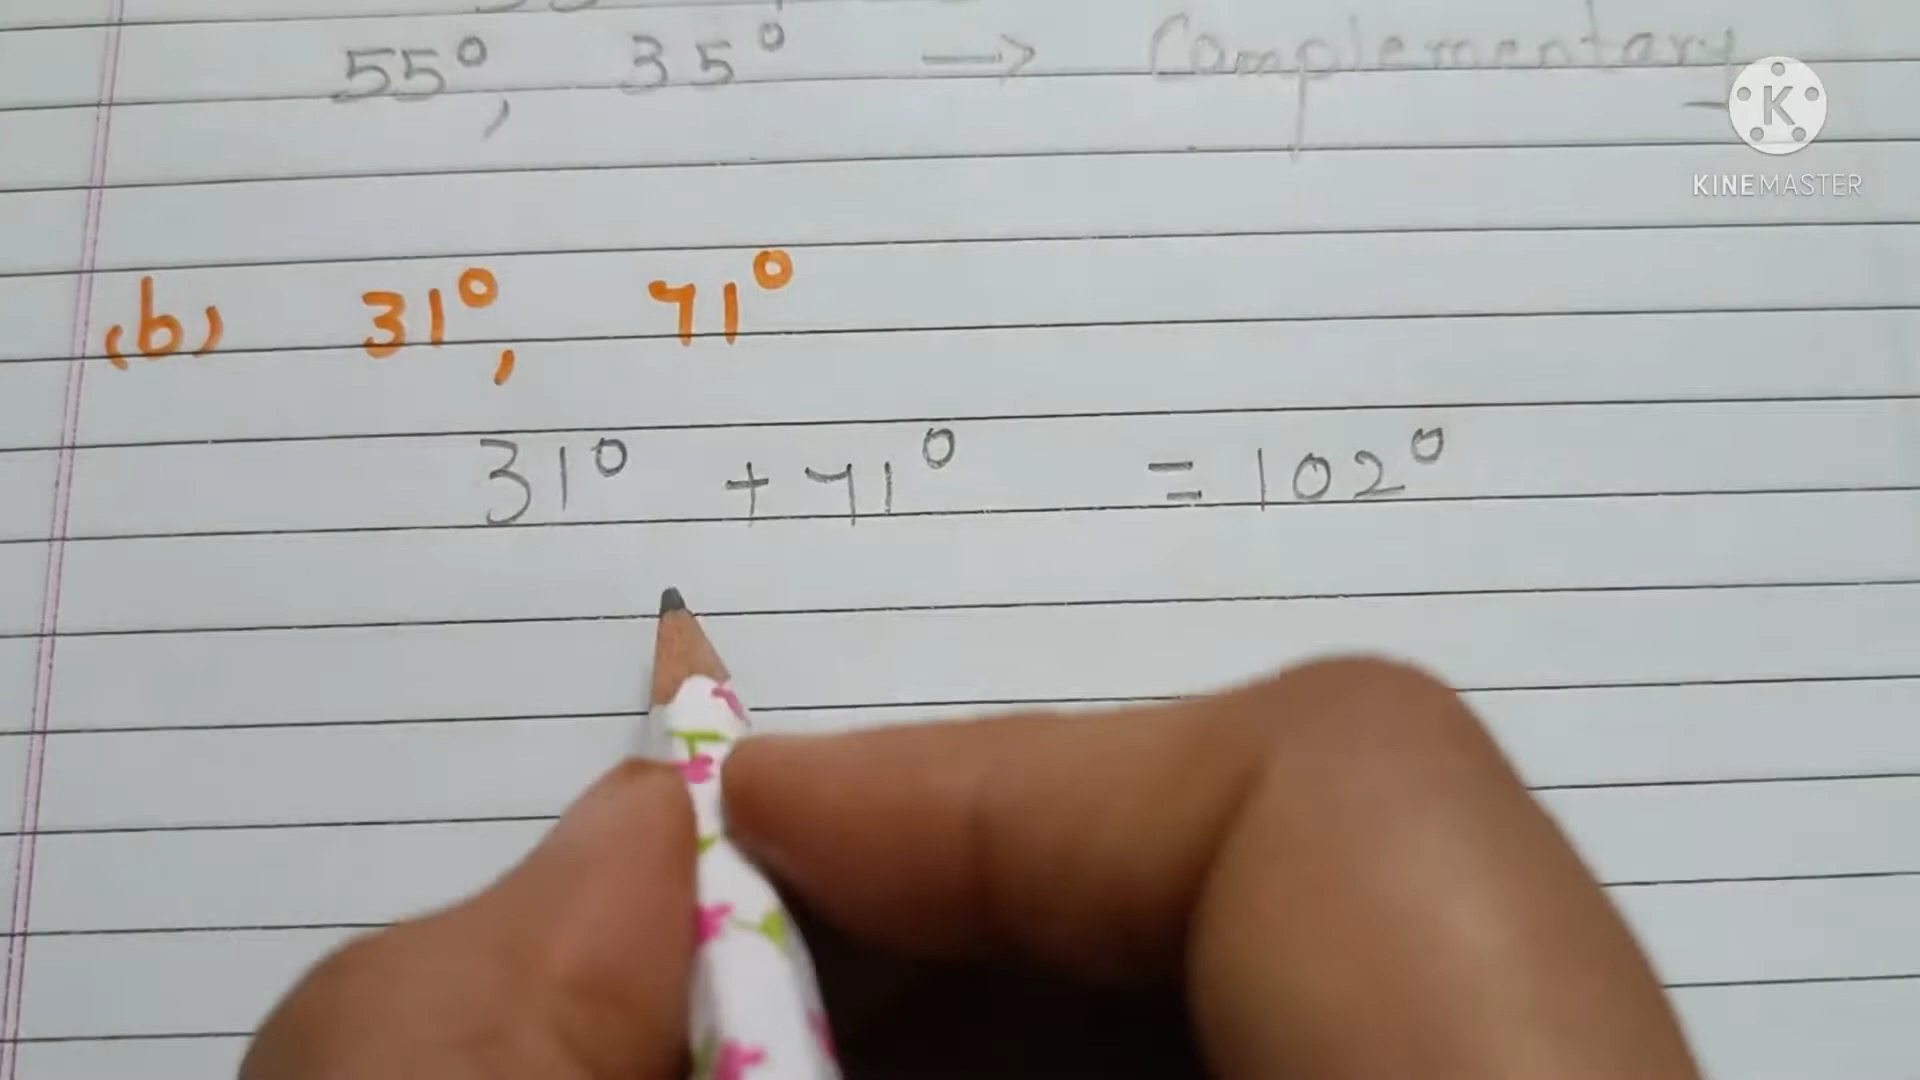 55°, 35° → Complementary
KINEMASTER
(b) 31°, 71°
31° + 71° = 102°